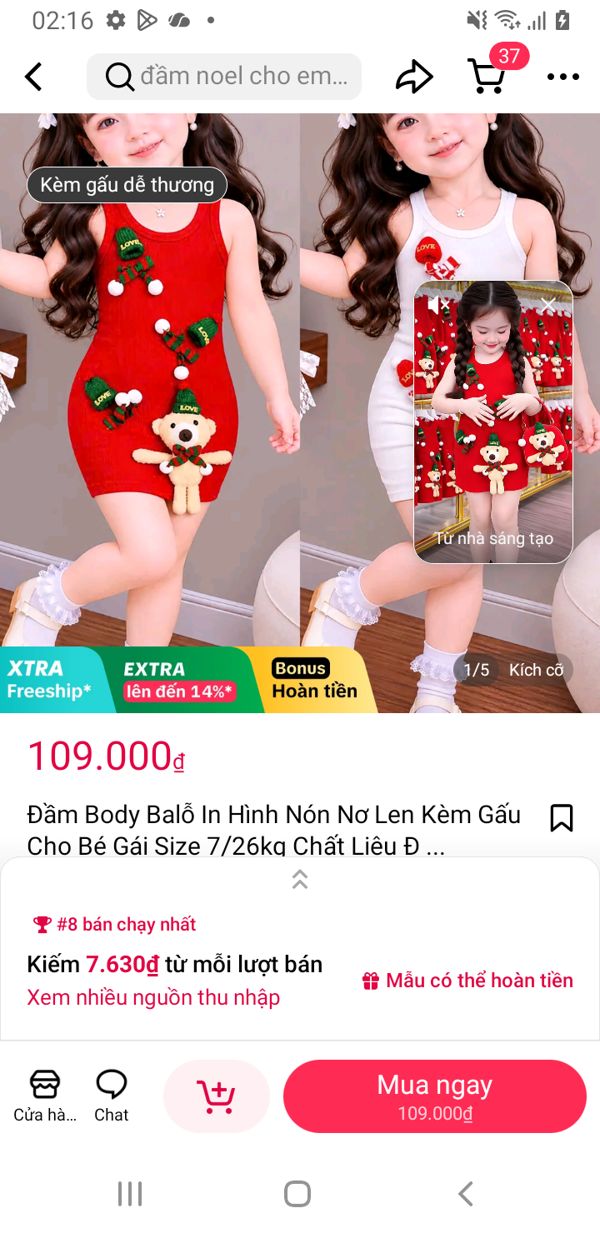 02:16
37
đầm noel cho em...
Kèm gấu dễ thương
LOVE
LOVE
LOVE
LOVE
LOVE
Từ nhà sáng tạo
XTRA
Freeship*
EXTRA
lên đến 14%*
Bonus
Hoàn tiền
1/5 Kích cỡ
109.000₫
Đầm Body Balỗ In Hình Nón Nơ Len Kèm Gấu
Cho Bé Gái Size 7/26kg Chất Liêu Đ ...
#8 bán chạy nhất
Kiếm 7.630₫ từ mỗi lượt bán
Xem nhiều nguồn thu nhập
Mẫu có thể hoàn tiền
Cửa hà...
Chat
Mua ngay
109.000₫